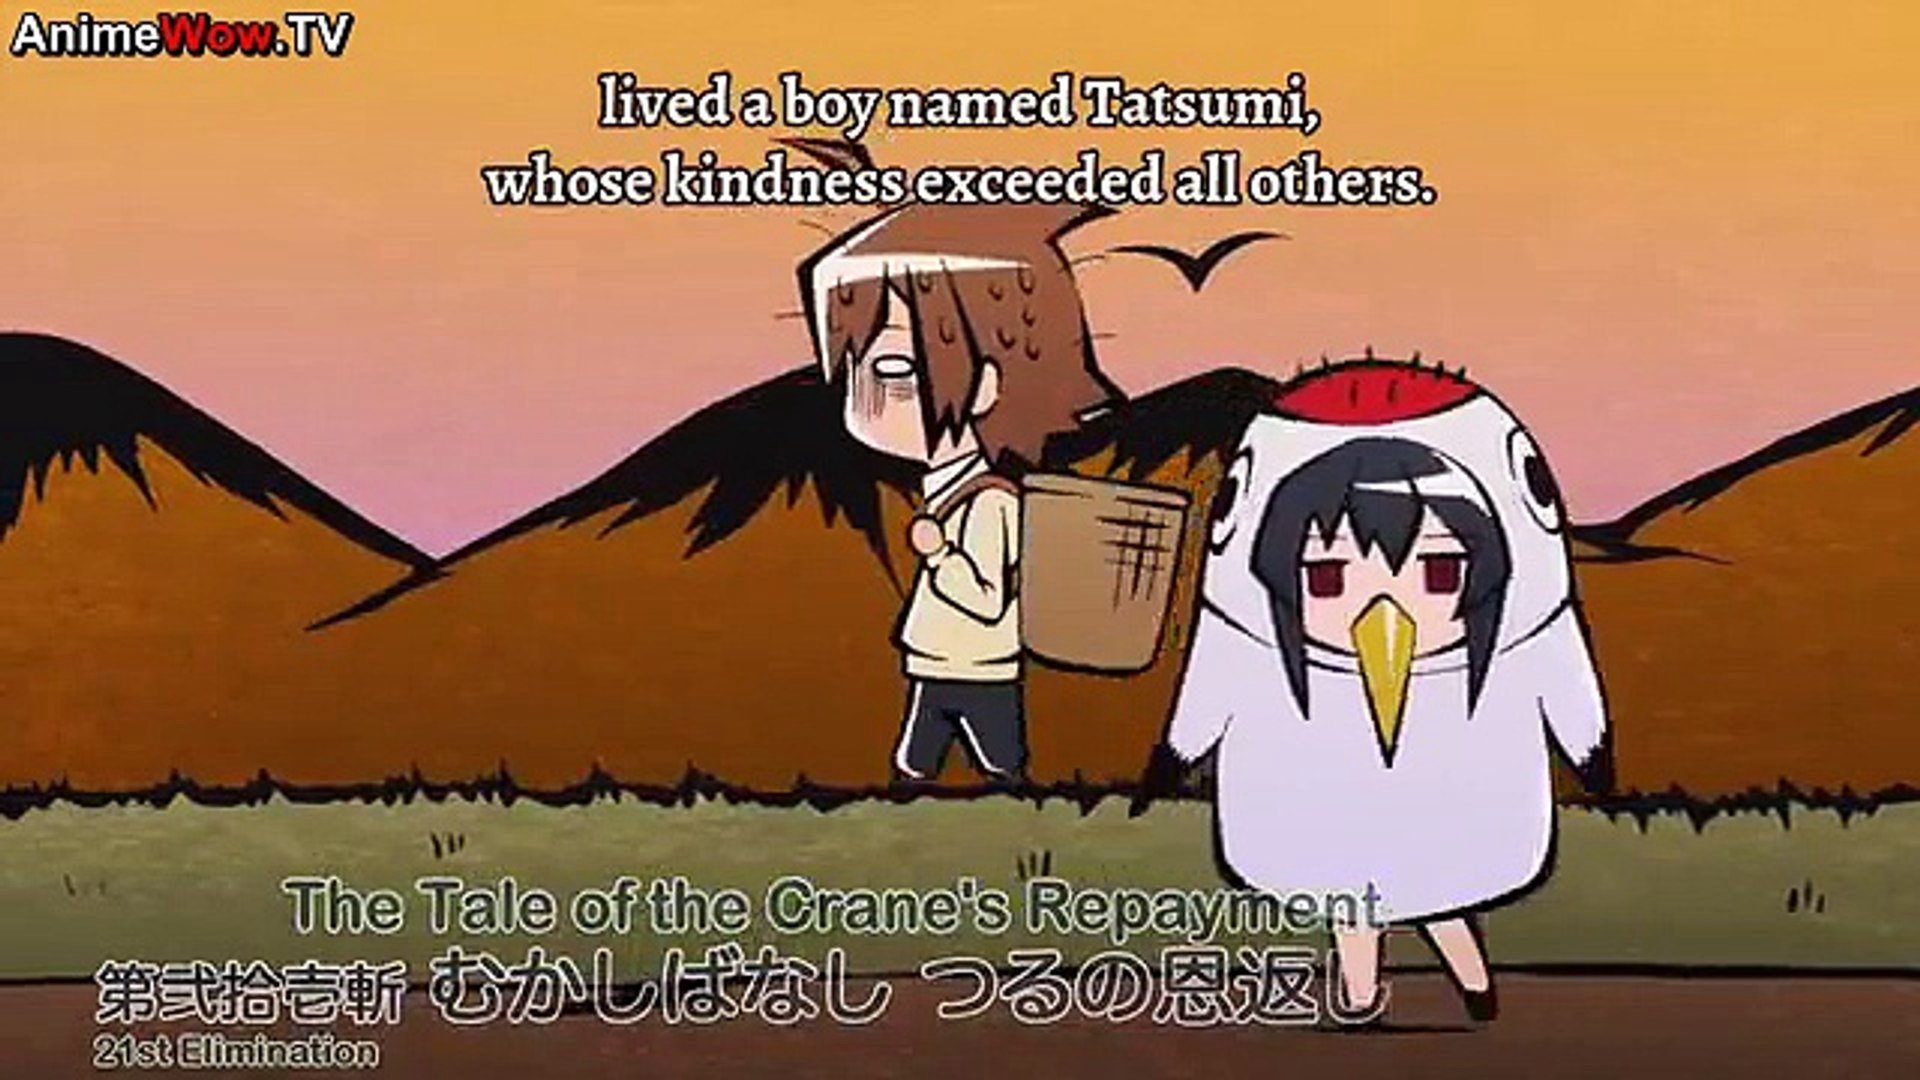 AnimeWow.TV
lived a boy named Tatsumi,
whose kindness exceeded all others.
The Tale of the Crane's Repayment
第弐拾壱斬 むかしばなし つるの恩返し
21st Elimination